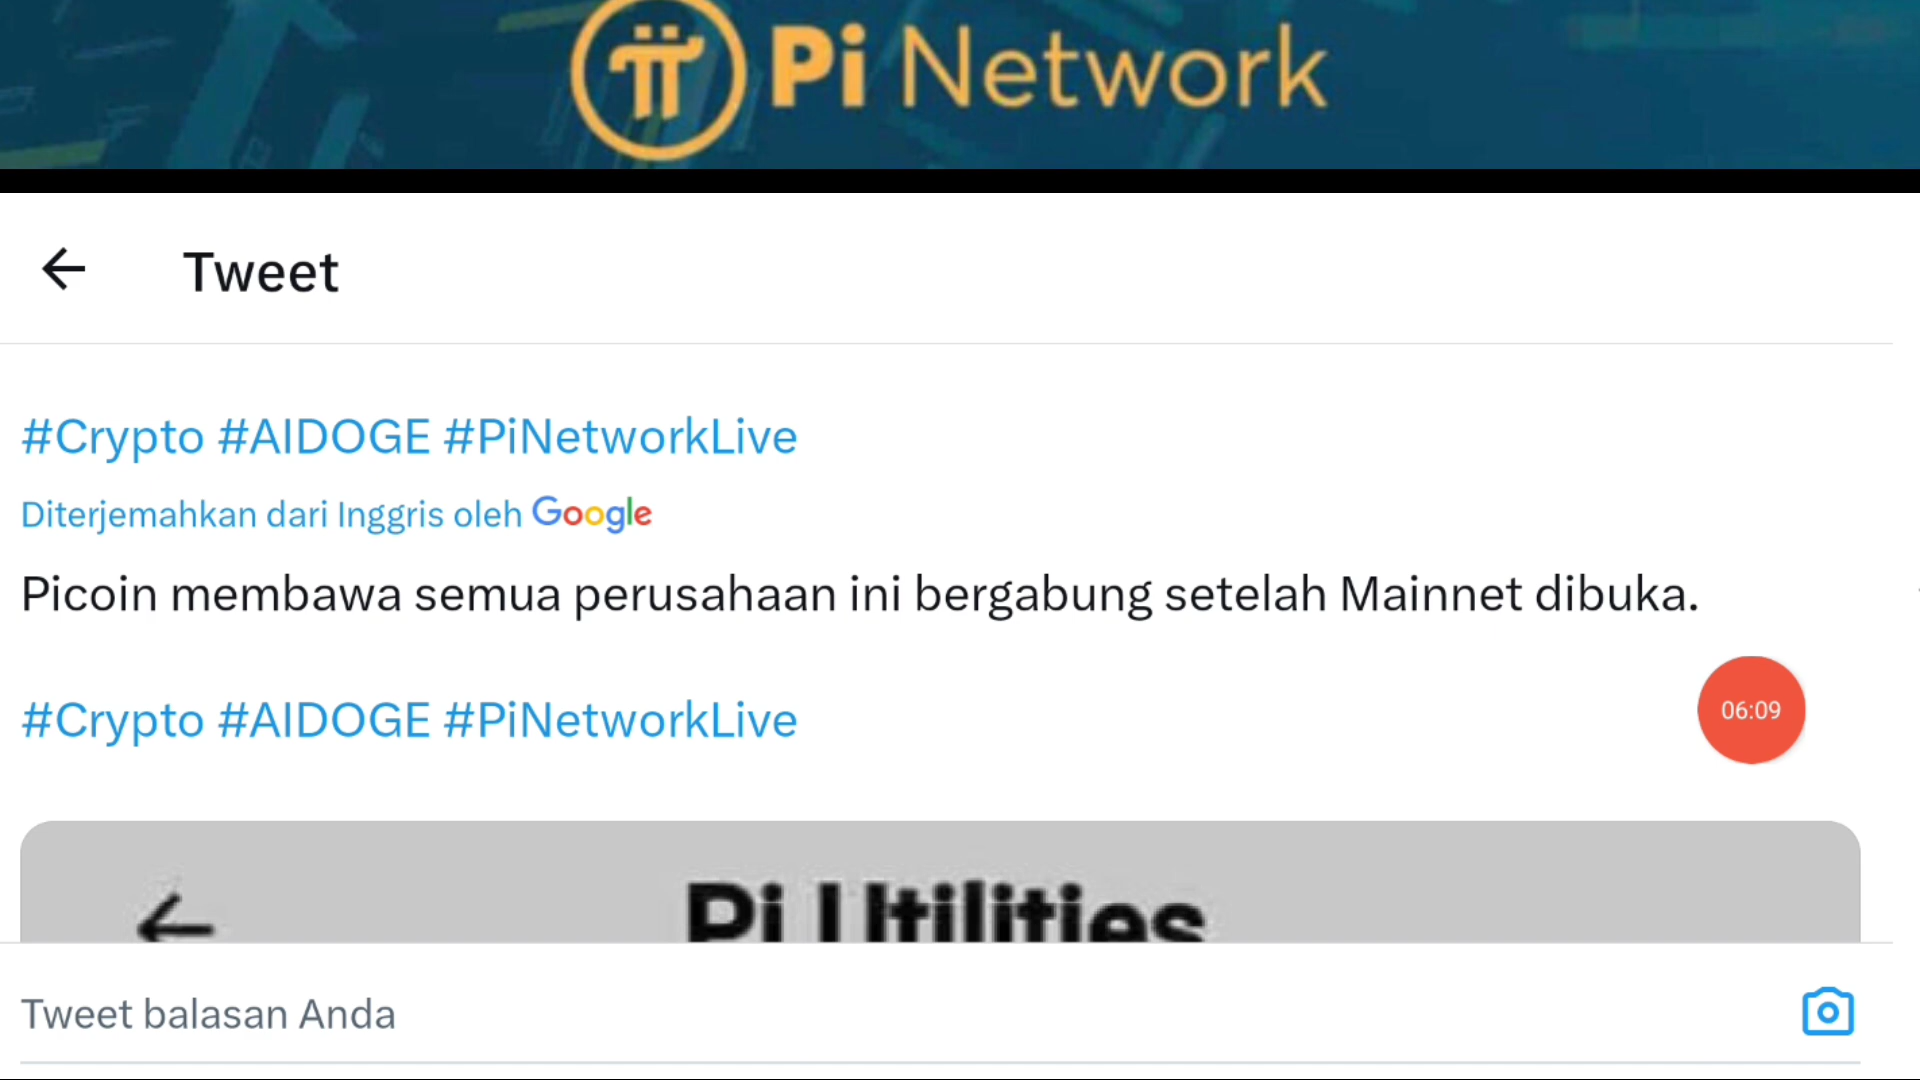 Pi Network
Tweet
#Crypto #AIDOGE #PiNetworkLive
Diterjemahkan dari Inggris oleh Google
Picoin membawa semua perusahaan ini bergabung setelah Mainnet dibuka.
#Crypto #AIDOGE #PiNetworkLive
06:09
Pi Utilities
Tweet balasan Anda